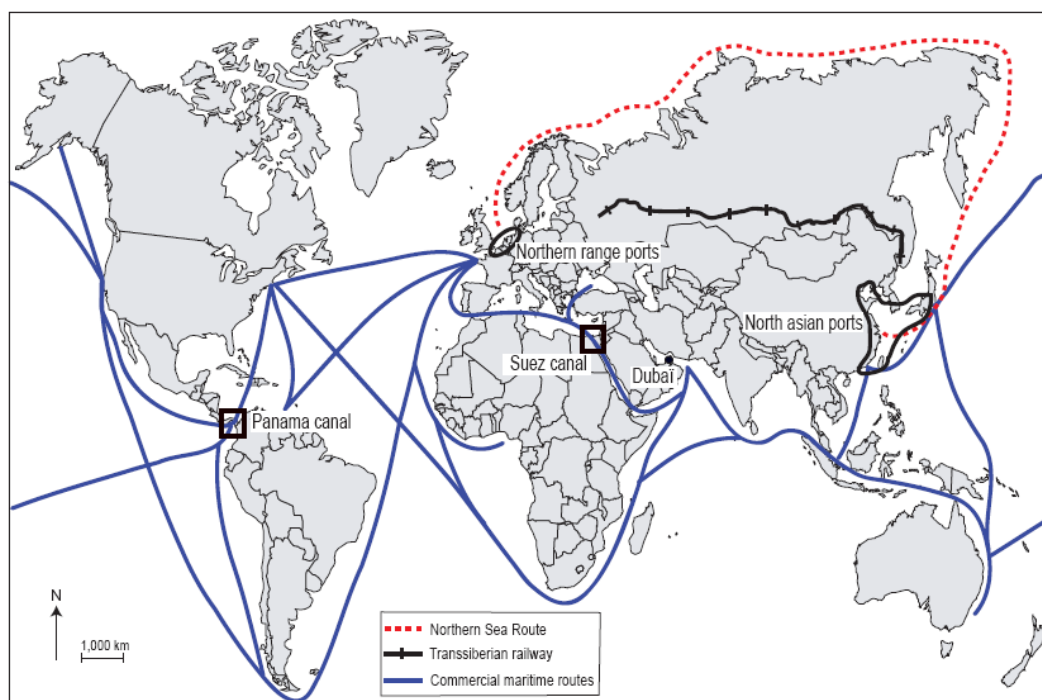 Northern range ports
North asian ports
Suez canal
Dubaï
Panama canal
N
1,000 km
Northern Sea Route
Transsiberian railway
Commercial maritime routes